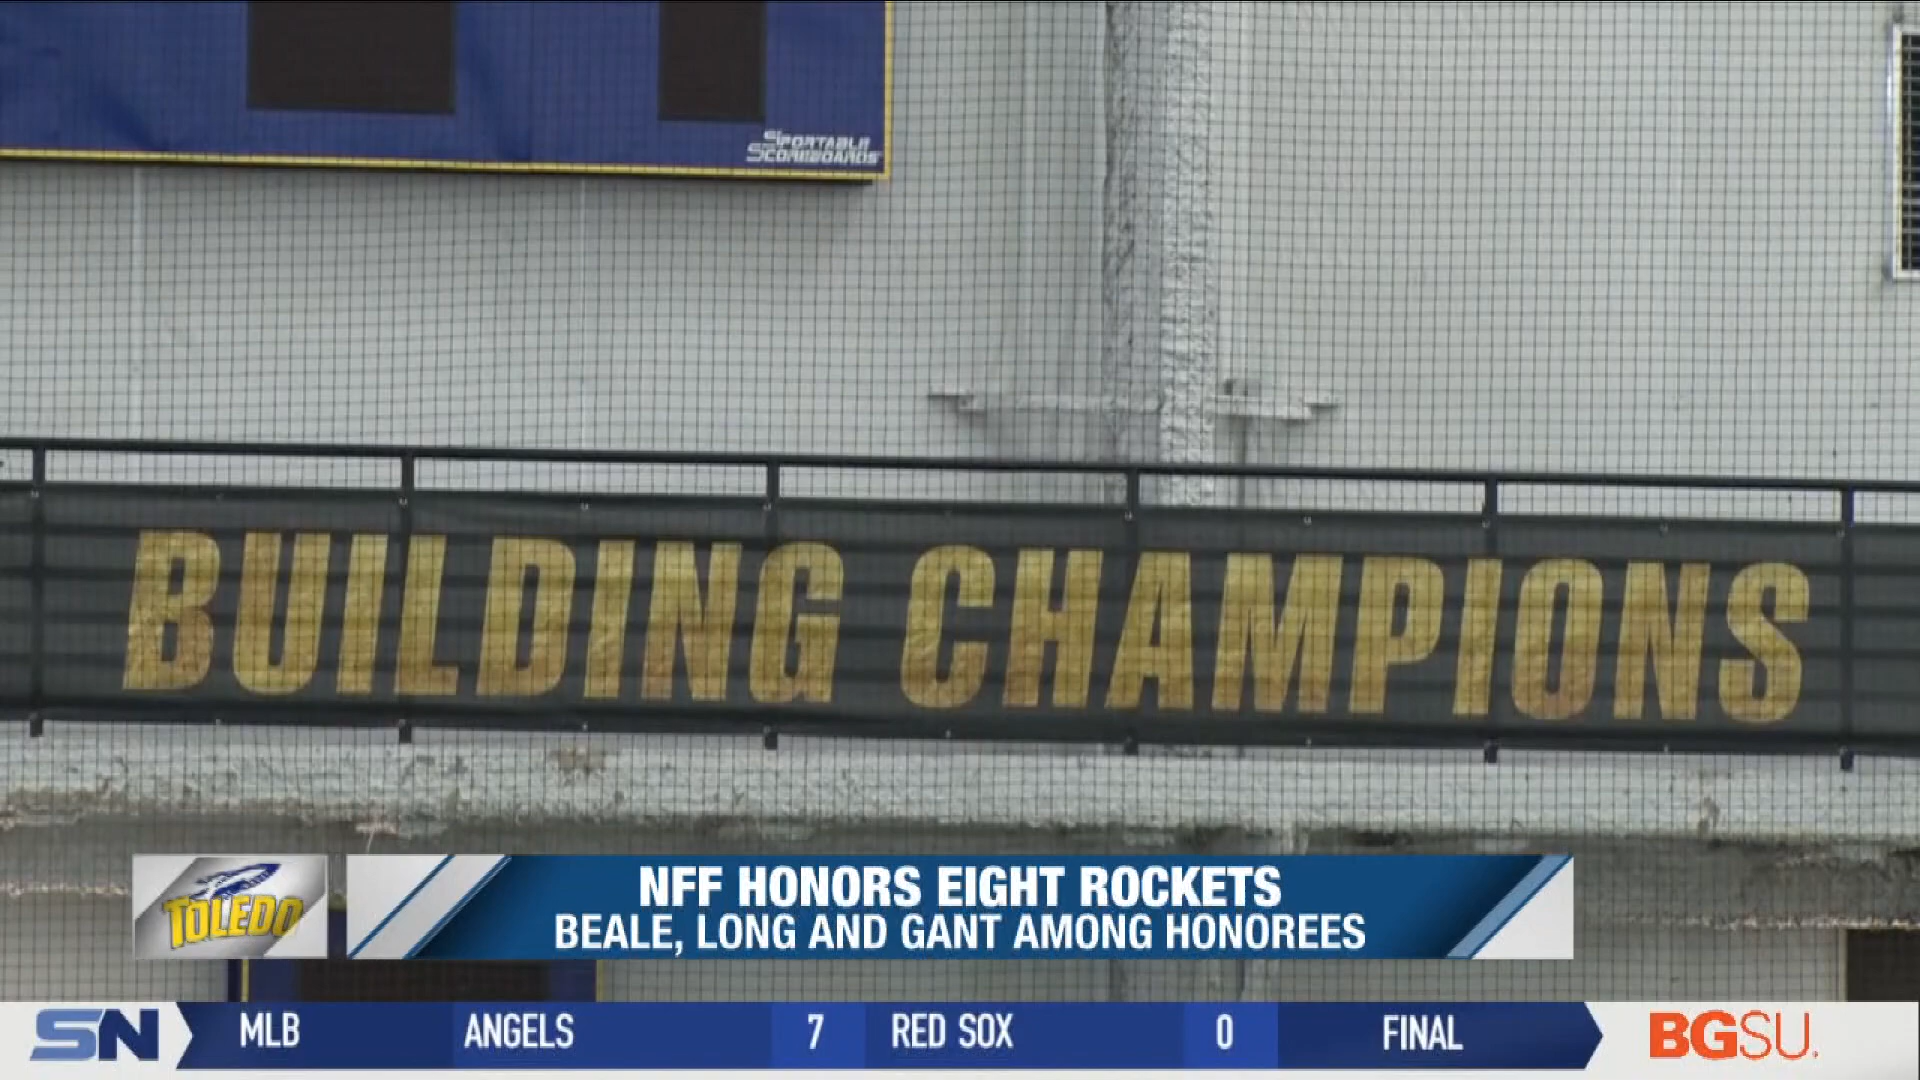 SPORTABLE
SCOREBOARDS
BUILDING CHAMPIONS
TOLEDO
NFF HONORS EIGHT ROCKETS
BEALE, LONG AND GANT AMONG HONOREES
SN MLB ANGELS 7 RED SOX 0 FINAL BGSU.